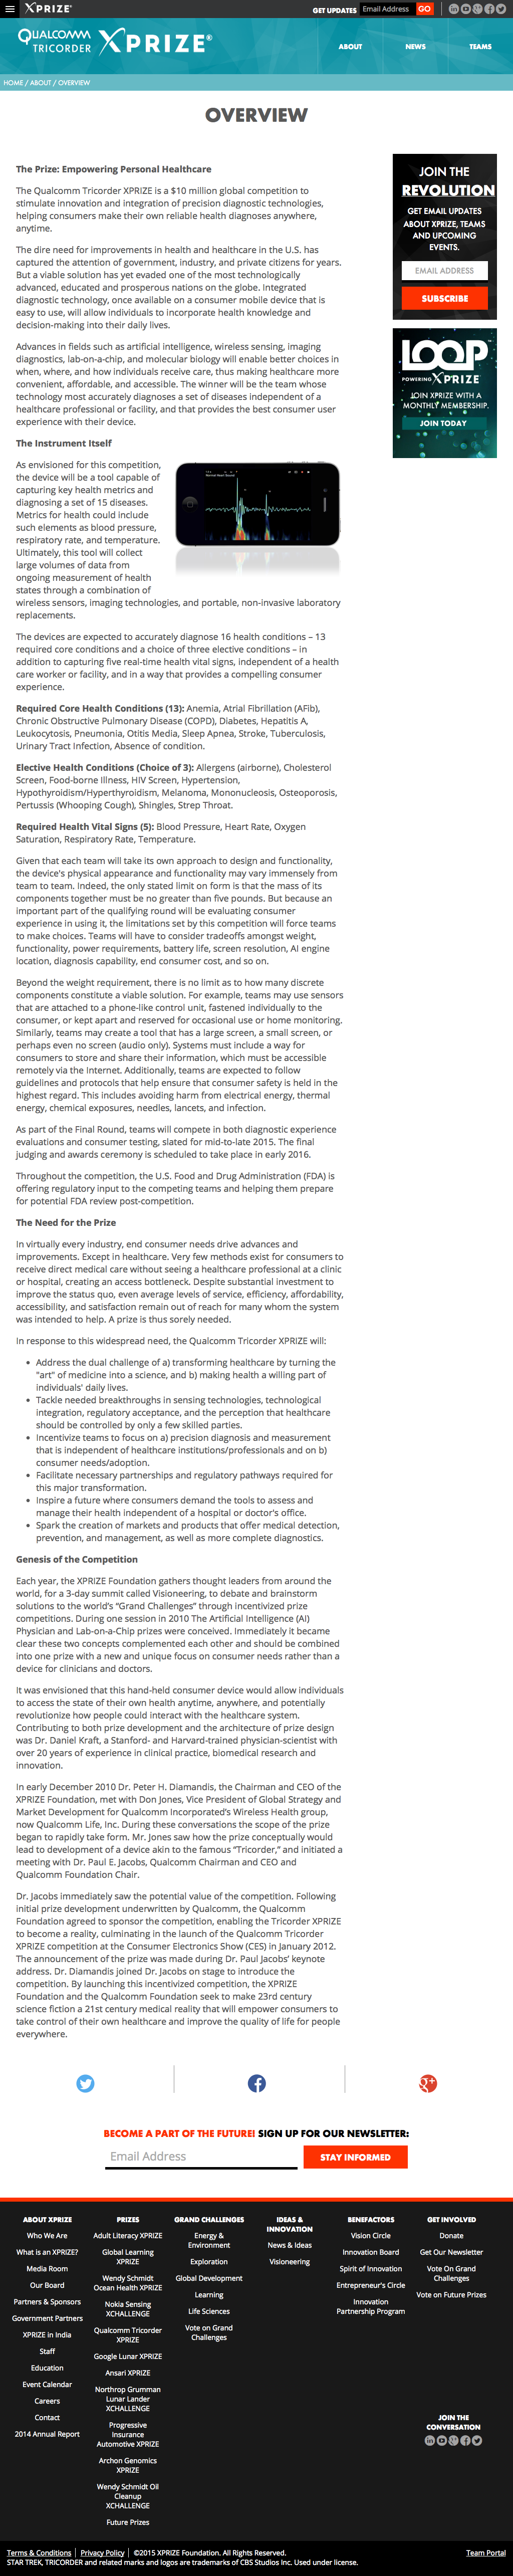 XPRIZE
GET UPDATES Email Address GO
QUALCOMM TRICORDER XPRIZE®
ABOUT NEWS TEAMS
HOME / ABOUT / OVERVIEW
OVERVIEW
The Prize: Empowering Personal Healthcare
The Qualcomm Tricorder XPRIZE is a $10 million global competition to
stimulate innovation and integration of precision diagnostic technologies,
helping consumers make their own reliable health diagnoses anywhere,
anytime.
The dire need for improvements in health and healthcare in the U.S. has
captured the attention of government, industry, and private citizens for years.
But a viable solution has yet evaded one of the most technologically
advanced, educated and prosperous nations on the globe. Integrated
diagnostic technology, once available on a consumer mobile device that is
easy to use, will allow individuals to incorporate health knowledge and
decision-making into their daily lives.
Advances in fields such as artificial intelligence, wireless sensing, imaging
diagnostics, lab-on-a-chip, and molecular biology will enable better choices in
when, where, and how individuals receive care, thus making healthcare more
convenient, affordable, and accessible. The winner will be the team whose
technology most accurately diagnoses a set of diseases independent of a
healthcare professional or facility, and that provides the best consumer user
experience with their device.
The Instrument Itself
As envisioned for this competition,
the device will be a tool capable of
capturing key health metrics and
diagnosing a set of 15 diseases.
Metrics for health could include
such elements as blood pressure,
respiratory rate, and temperature.
Ultimately, this tool will collect
large volumes of data from
ongoing measurement of health
states through a combination of
wireless sensors, imaging technologies, and portable, non-invasive laboratory
replacements.
The devices are expected to accurately diagnose 16 health conditions – 13
required core conditions and a choice of three elective conditions – in
addition to capturing five real-time health vital signs, independent of a health
care worker or facility, and in a way that provides a compelling consumer
experience.
Required Core Health Conditions (13): Anemia, Atrial Fibrillation (AFib),
Chronic Obstructive Pulmonary Disease (COPD), Diabetes, Hepatitis A,
Leukocytosis, Pneumonia, Otitis Media, Sleep Apnea, Stroke, Tuberculosis,
Urinary Tract Infection, Absence of condition.
Elective Health Conditions (Choice of 3): Allergens (airborne), Cholesterol
Screen, Food-borne Illness, HIV Screen, Hypertension,
Hypothyroidism/Hyperthyroidism, Melanoma, Mononucleosis, Osteoporosis,
Pertussis (Whooping Cough), Shingles, Strep Throat.
Required Health Vital Signs (5): Blood Pressure, Heart Rate, Oxygen
Saturation, Respiratory Rate, Temperature.
Given that each team will take its own approach to design and functionality,
the device's physical appearance and functionality may vary immensely from
team to team. Indeed, the only stated limit on form is that the mass of its
components together must be no greater than five pounds. But because an
important part of the qualifying round will be evaluating consumer
experience in using it, the limitations set by this competition will force teams
to make choices. Teams will have to consider tradeoffs amongst weight,
functionality, power requirements, battery life, screen resolution, AI engine
location, diagnosis capability, end consumer cost, and so on.
Beyond the weight requirement, there is no limit as to how many discrete
components constitute a viable solution. For example, teams may use sensors
that are attached to a phone-like control unit, fastened individually to the
consumer, or kept apart and reserved for occasional use or home monitoring.
Similarly, teams may create a tool that has a large screen, a small screen, or
perhaps even no screen (audio only). Systems must include a way for
consumers to store and share their information, which must be accessible
remotely via the Internet. Additionally, teams are expected to follow
guidelines and protocols that help ensure that consumer safety is held in the
highest regard. This includes avoiding harm from electrical energy, thermal
energy, chemical exposures, needles, lancets, and infection.
As part of the Final Round, teams will compete in both diagnostic experience
evaluations and consumer testing, slated for mid-to-late 2015. The final
judging and awards ceremony is scheduled to take place in early 2016.
Throughout the competition, the U.S. Food and Drug Administration (FDA) is
offering regulatory input to the competing teams and helping them prepare
for potential FDA review post-competition.
The Need for the Prize
In virtually every industry, end consumer needs drive advances and
improvements. Except in healthcare. Very few methods exist for consumers to
receive direct medical care without seeing a healthcare professional at a clinic
or hospital, creating an access bottleneck. Despite substantial investment to
improve the status quo, even average levels of service, efficiency, affordability,
accessibility, and satisfaction remain out of reach for many whom the system
was intended to help. A prize is thus sorely needed.
In response to this widespread need, the Qualcomm Tricorder XPRIZE will:
• Address the dual challenge of a) transforming healthcare by turning the
"art" of medicine into a science, and b) making health a willing part of
individuals' daily lives.
• Tackle needed breakthroughs in sensing technologies, technological
integration, regulatory acceptance, and the perception that healthcare
should be controlled by only a few skilled parties.
• Incentivize teams to focus on a) precision diagnosis and measurement
that is independent of healthcare institutions/professionals and on b)
consumer needs/adoption.
• Facilitate necessary partnerships and regulatory pathways required for
this major transformation.
• Inspire a future where consumers demand the tools to assess and
manage their health independent of a hospital or doctor's office.
• Spark the creation of markets and products that offer medical detection,
prevention, and management, as well as more complete diagnostics.
Genesis of the Competition
Each year, the XPRIZE Foundation gathers thought leaders from around the
world, for a 3-day summit called Visioneering, to debate and brainstorm
solutions to the world's “Grand Challenges” through incentivized prize
competitions. During one session in 2010 The Artificial Intelligence (AI)
Physician and Lab-on-a-Chip prizes were conceived. Immediately it became
clear these two concepts complemented each other and should be combined
into one prize with a new and unique focus on consumer needs rather than a
device for clinicians and doctors.
It was envisioned that this hand-held consumer device would allow individuals
to access the state of their own health anytime, anywhere, and potentially
revolutionize how people could interact with the healthcare system.
Contributing to both prize development and the architecture of prize design
was Dr. Daniel Kraft, a Stanford- and Harvard-trained physician-scientist with
over 20 years of experience in clinical practice, biomedical research and
innovation.
In early December 2010 Dr. Peter H. Diamandis, the Chairman and CEO of the
XPRIZE Foundation, met with Don Jones, Vice President of Global Strategy and
Market Development for Qualcomm Incorporated's Wireless Health group,
now Qualcomm Life, Inc. During these conversations the scope of the prize
began to rapidly take form. Mr. Jones saw how the prize conceptually would
lead to development of a device akin to the famous “Tricorder,” and initiated a
meeting with Dr. Paul E. Jacobs, Qualcomm Chairman and CEO and
Qualcomm Foundation Chair.
Dr. Jacobs immediately saw the potential value of the competition. Following
initial prize development underwritten by Qualcomm, the Qualcomm
Foundation agreed to sponsor the competition, enabling the Tricorder XPRIZE
to become a reality, culminating in the launch of the Qualcomm Tricorder
XPRIZE competition at the Consumer Electronics Show (CES) in January 2012.
The announcement of the prize was made during Dr. Paul Jacobs' keynote
address. Dr. Diamandis joined Dr. Jacobs on stage to introduce the
competition. By launching this incentivized competition, the XPRIZE
Foundation and the Qualcomm Foundation seek to make 23rd century
science fiction a 21st century medical reality that will empower consumers to
take control of their own healthcare and improve the quality of life for people
everywhere.
JOIN THE
REVOLUTION
GET EMAIL UPDATES
ABOUT XPRIZE, TEAMS
AND UPCOMING
EVENTS.
EMAIL ADDRESS
SUBSCRIBE
LOOP
POWERING XPRIZE
JOIN XPRIZE WITH A
MONTHLY MEMBERSHIP.
JOIN TODAY
BECOME A PART OF THE FUTURE! SIGN UP FOR OUR NEWSLETTER:
Email Address STAY INFORMED
ABOUT XPRIZE
Who We Are
What is an XPRIZE?
Media Room
Our Board
Partners & Sponsors
Government Partners
XPRIZE in India
Staff
Education
Event Calendar
Careers
Contact
2014 Annual Report
PRIZES
Adult Literacy XPRIZE
Global Learning
XPRIZE
Wendy Schmidt
Ocean Health XPRIZE
Nokia Sensing
XCHALLENGE
Qualcomm Tricorder
XPRIZE
Google Lunar XPRIZE
Ansari XPRIZE
Northrop Grumman
Lunar Lander
XCHALLENGE
Progressive
Insurance
Automotive XPRIZE
Archon Genomics
XPRIZE
Wendy Schmidt Oil
Cleanup
XCHALLENGE
Future Prizes
GRAND CHALLENGES
Energy &
Environment
Exploration
Global Development
Learning
Life Sciences
Vote on Grand
Challenges
IDEAS &
INNOVATION
News & Ideas
Visioneering
BENEFACTORS
Vision Circle
Innovation Board
Spirit of Innovation
Entrepreneur's Circle
Innovation
Partnership Program
GET INVOLVED
Donate
Get Our Newsletter
Vote On Grand
Challenges
Vote on Future Prizes
JOIN THE
CONVERSATION
Terms & Conditions | Privacy Policy | ©2015 XPRIZE Foundation. All Rights Reserved. Team Portal
STAR TREK, TRICORDER and related marks and logos are trademarks of CBS Studios Inc. Used under license.